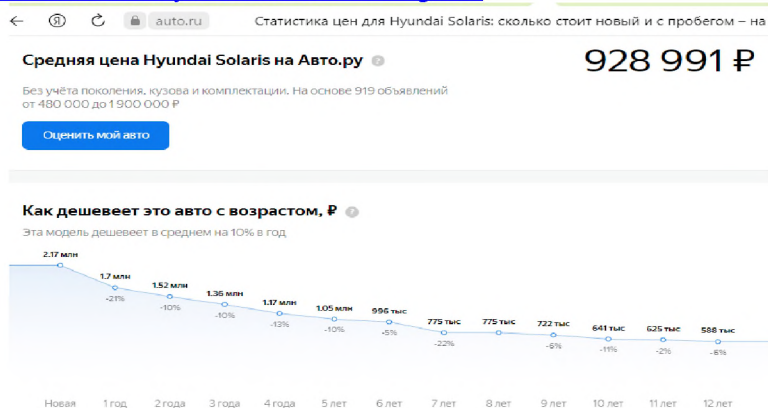 auto.ru Статистика цен для Hyundai Solaris: сколько стоит новый и с пробегом – на
Средняя цена Hyundai Solaris на Авто.ру ?
928 991 ₽
Без учёта поколения, кузова и комплектации. На основе 919 объявлений
от 480 000 до 1 900 000 ₽
Оценить мой авто
Как дешевеет это авто с возрастом, ₽ ?
Эта модель дешевеет в среднем на 10% в год
2.17 млн 1.7 млн 1.52 млн 1.36 млн 1.17 млн 1.05 млн 996 тыс 775 тыс 775 тыс 722 тыс 641 тыс 625 тыс 588 тыс
-21% -10% -10% -13% -10% -5% -22% -6% -11% -2% -6%
Новая 1 год 2 года 3 года 4 года 5 лет 6 лет 7 лет 8 лет 9 лет 10 лет 11 лет 12 лет